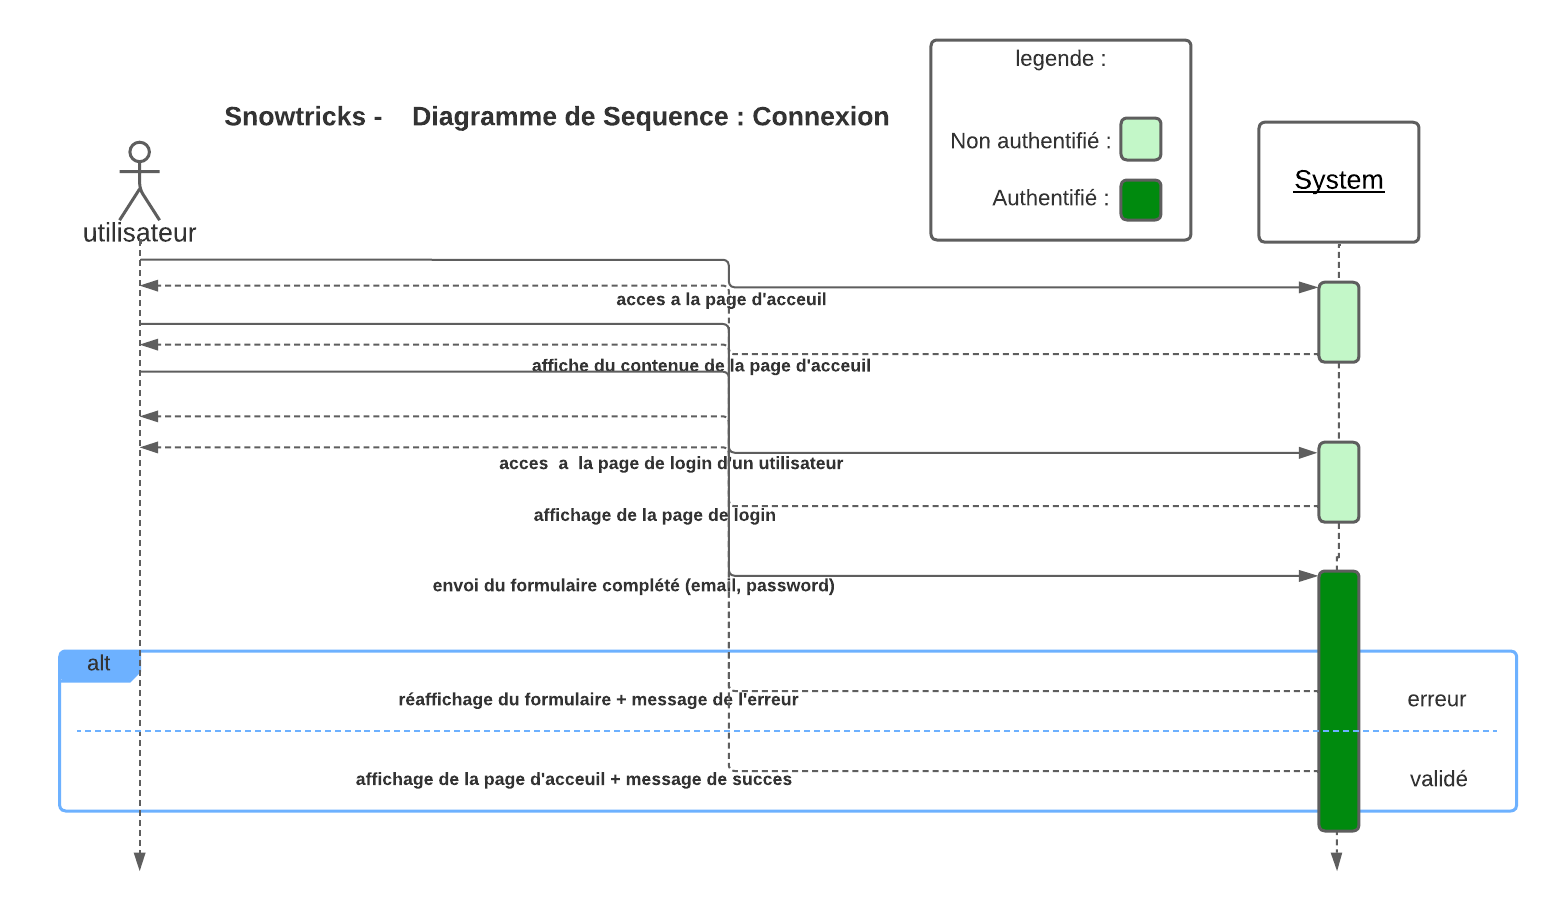 legende :
Snowtricks - Diagramme de Sequence : Connexion
Non authentifié :
System
Authentifié :
utilisateur
acces a la page d'acceuil
affiche du contenue de la page d'acceuil
acces a la page de login d'un utilisateur
affichage de la page de login
envoi du formulaire complété (email, password)
alt
réaffichage du formulaire + message de l'erreur
erreur
affichage de la page d'acceuil + message de succes
validé